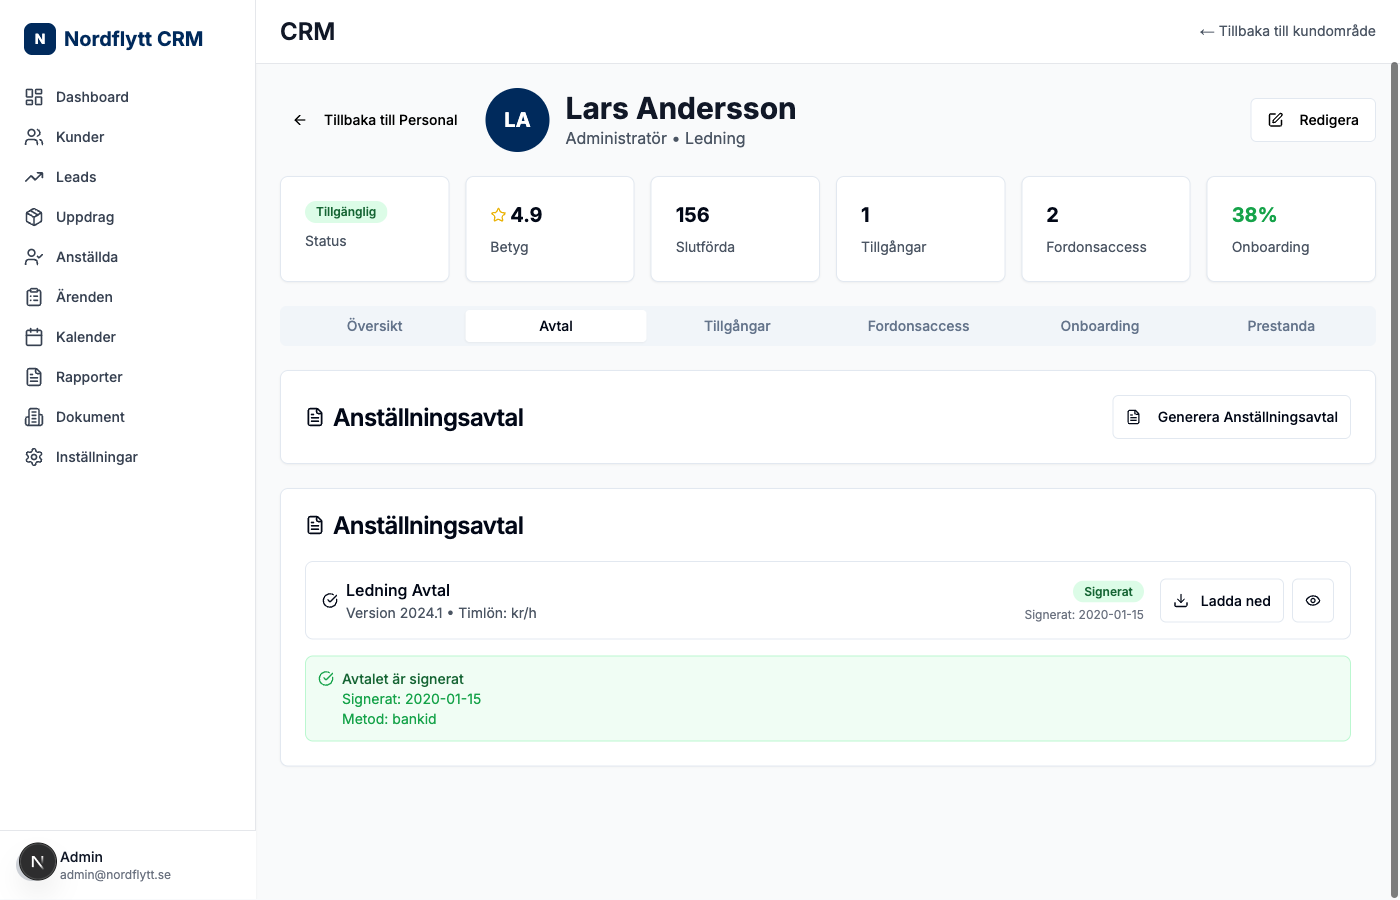 N Nordflytt CRM
Dashboard
Kunder
Leads
Uppdrag
Anställda
Ärenden
Kalender
Rapporter
Dokument
Inställningar
N Admin
admin@nordflytt.se
CRM
← Tillbaka till kundområde
Tillbaka till Personal
LA
Lars Andersson
Administratör • Ledning
Redigera
Tillgänglig
Status
4.9
Betyg
156
Slutförda
1
Tillgångar
2
Fordonsaccess
38%
Onboarding
Översikt Avtal Tillgångar Fordonsaccess Onboarding Prestanda
Anställningsavtal
Generera Anställningsavtal
Anställningsavtal
Ledning Avtal
Version 2024.1 • Timlön: kr/h
Signerat
Signerat: 2020-01-15
Ladda ned
Avtalet är signerat
Signerat: 2020-01-15
Metod: bankid